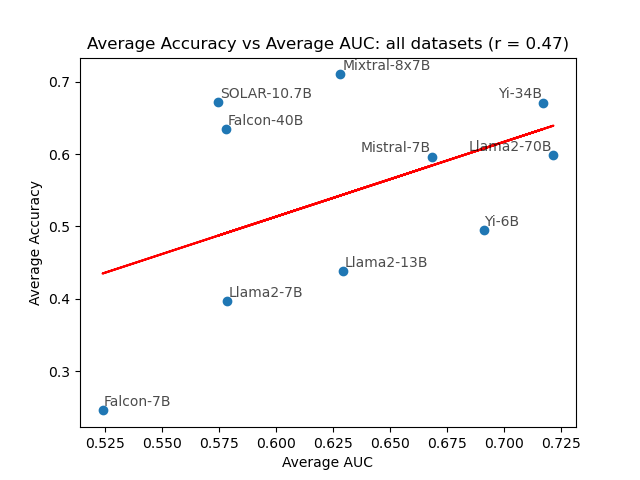 Average Accuracy vs Average AUC: all datasets (r = 0.47)
Mixtral-8x7B
SOLAR-10.7B
Yi-34B
Falcon-40B
Mistral-7B
Llama2-70B
Yi-6B
Llama2-13B
Llama2-7B
Falcon-7B
Average Accuracy
0.7
0.6
0.5
0.4
0.3
0.525 0.550 0.575 0.600 0.625 0.650 0.675 0.700 0.725
Average AUC